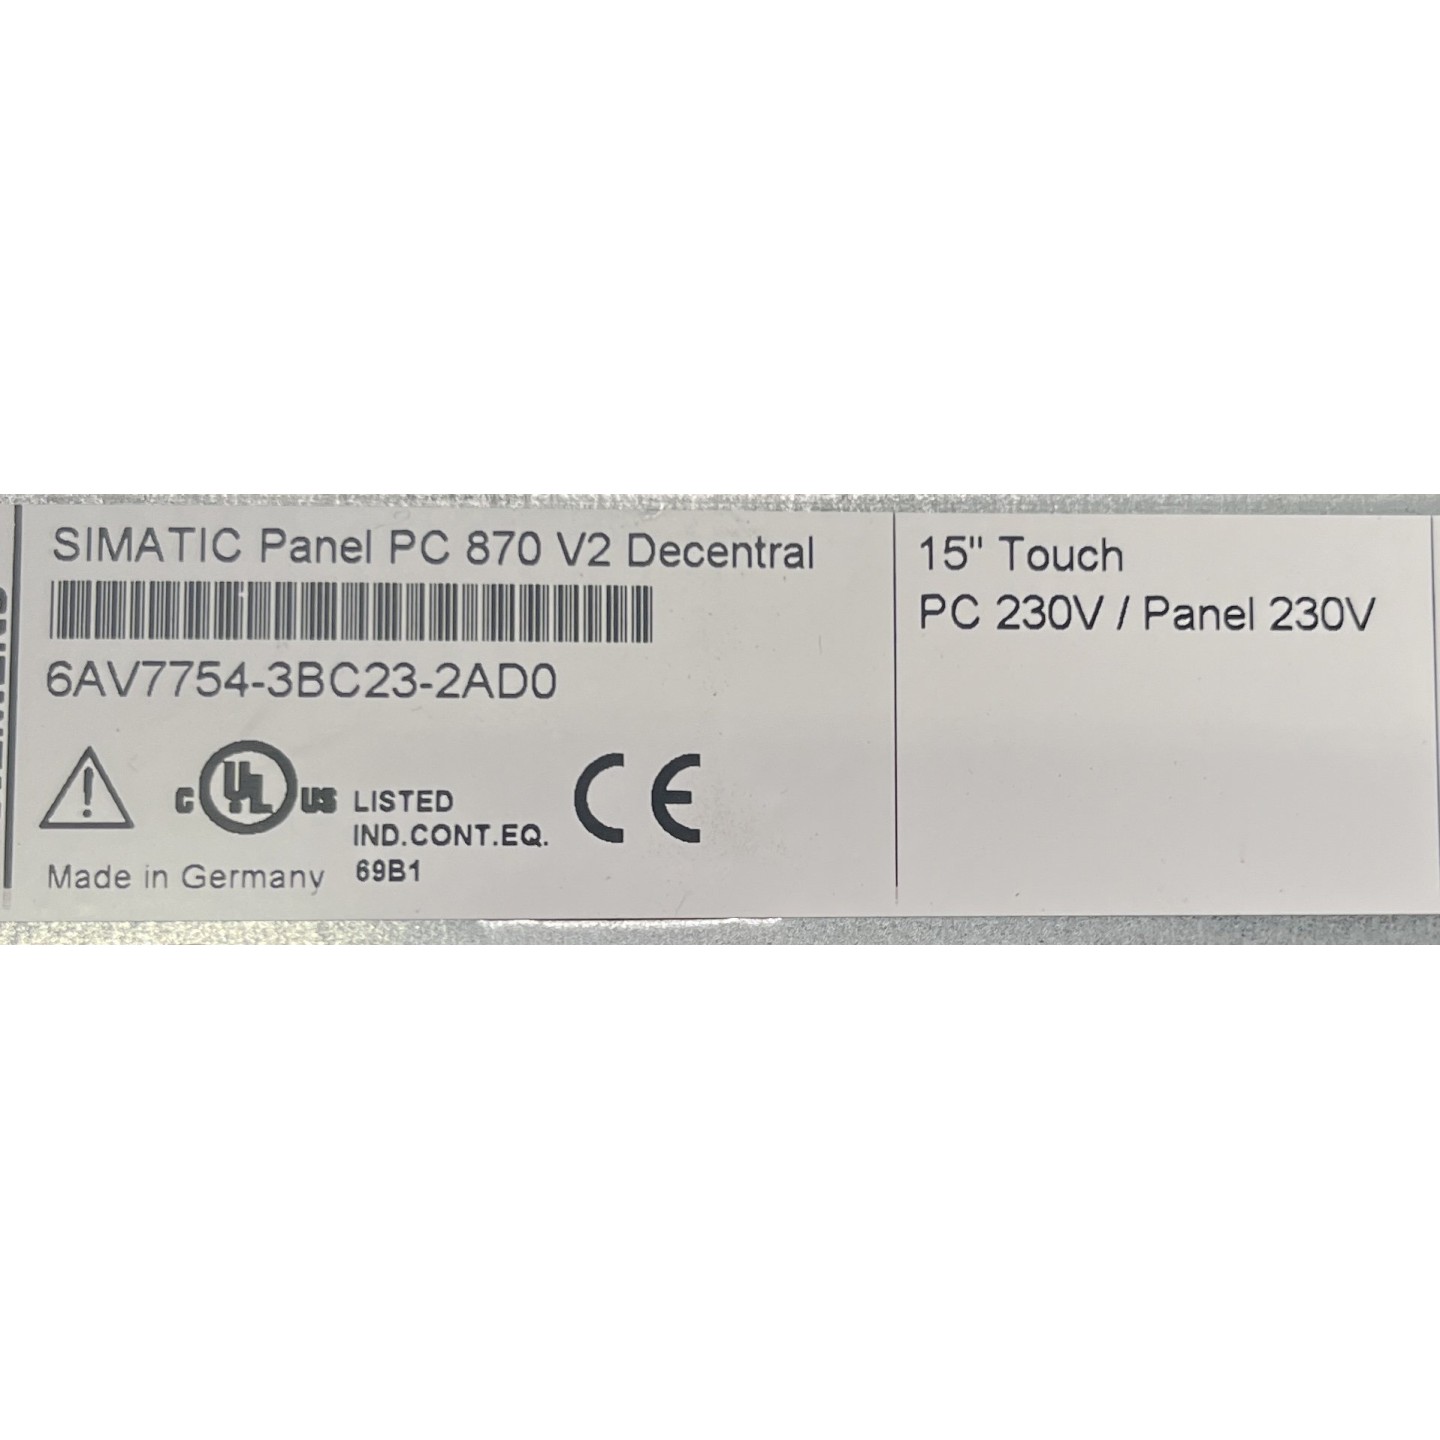 SIMATIC Panel PC 870 V2 Decentral
6AV7754-3BC23-2AD0
C UL US LISTED
IND.CONT.EQ.
69B1
CE
Made in Germany
15" Touch
PC 230V / Panel 230V